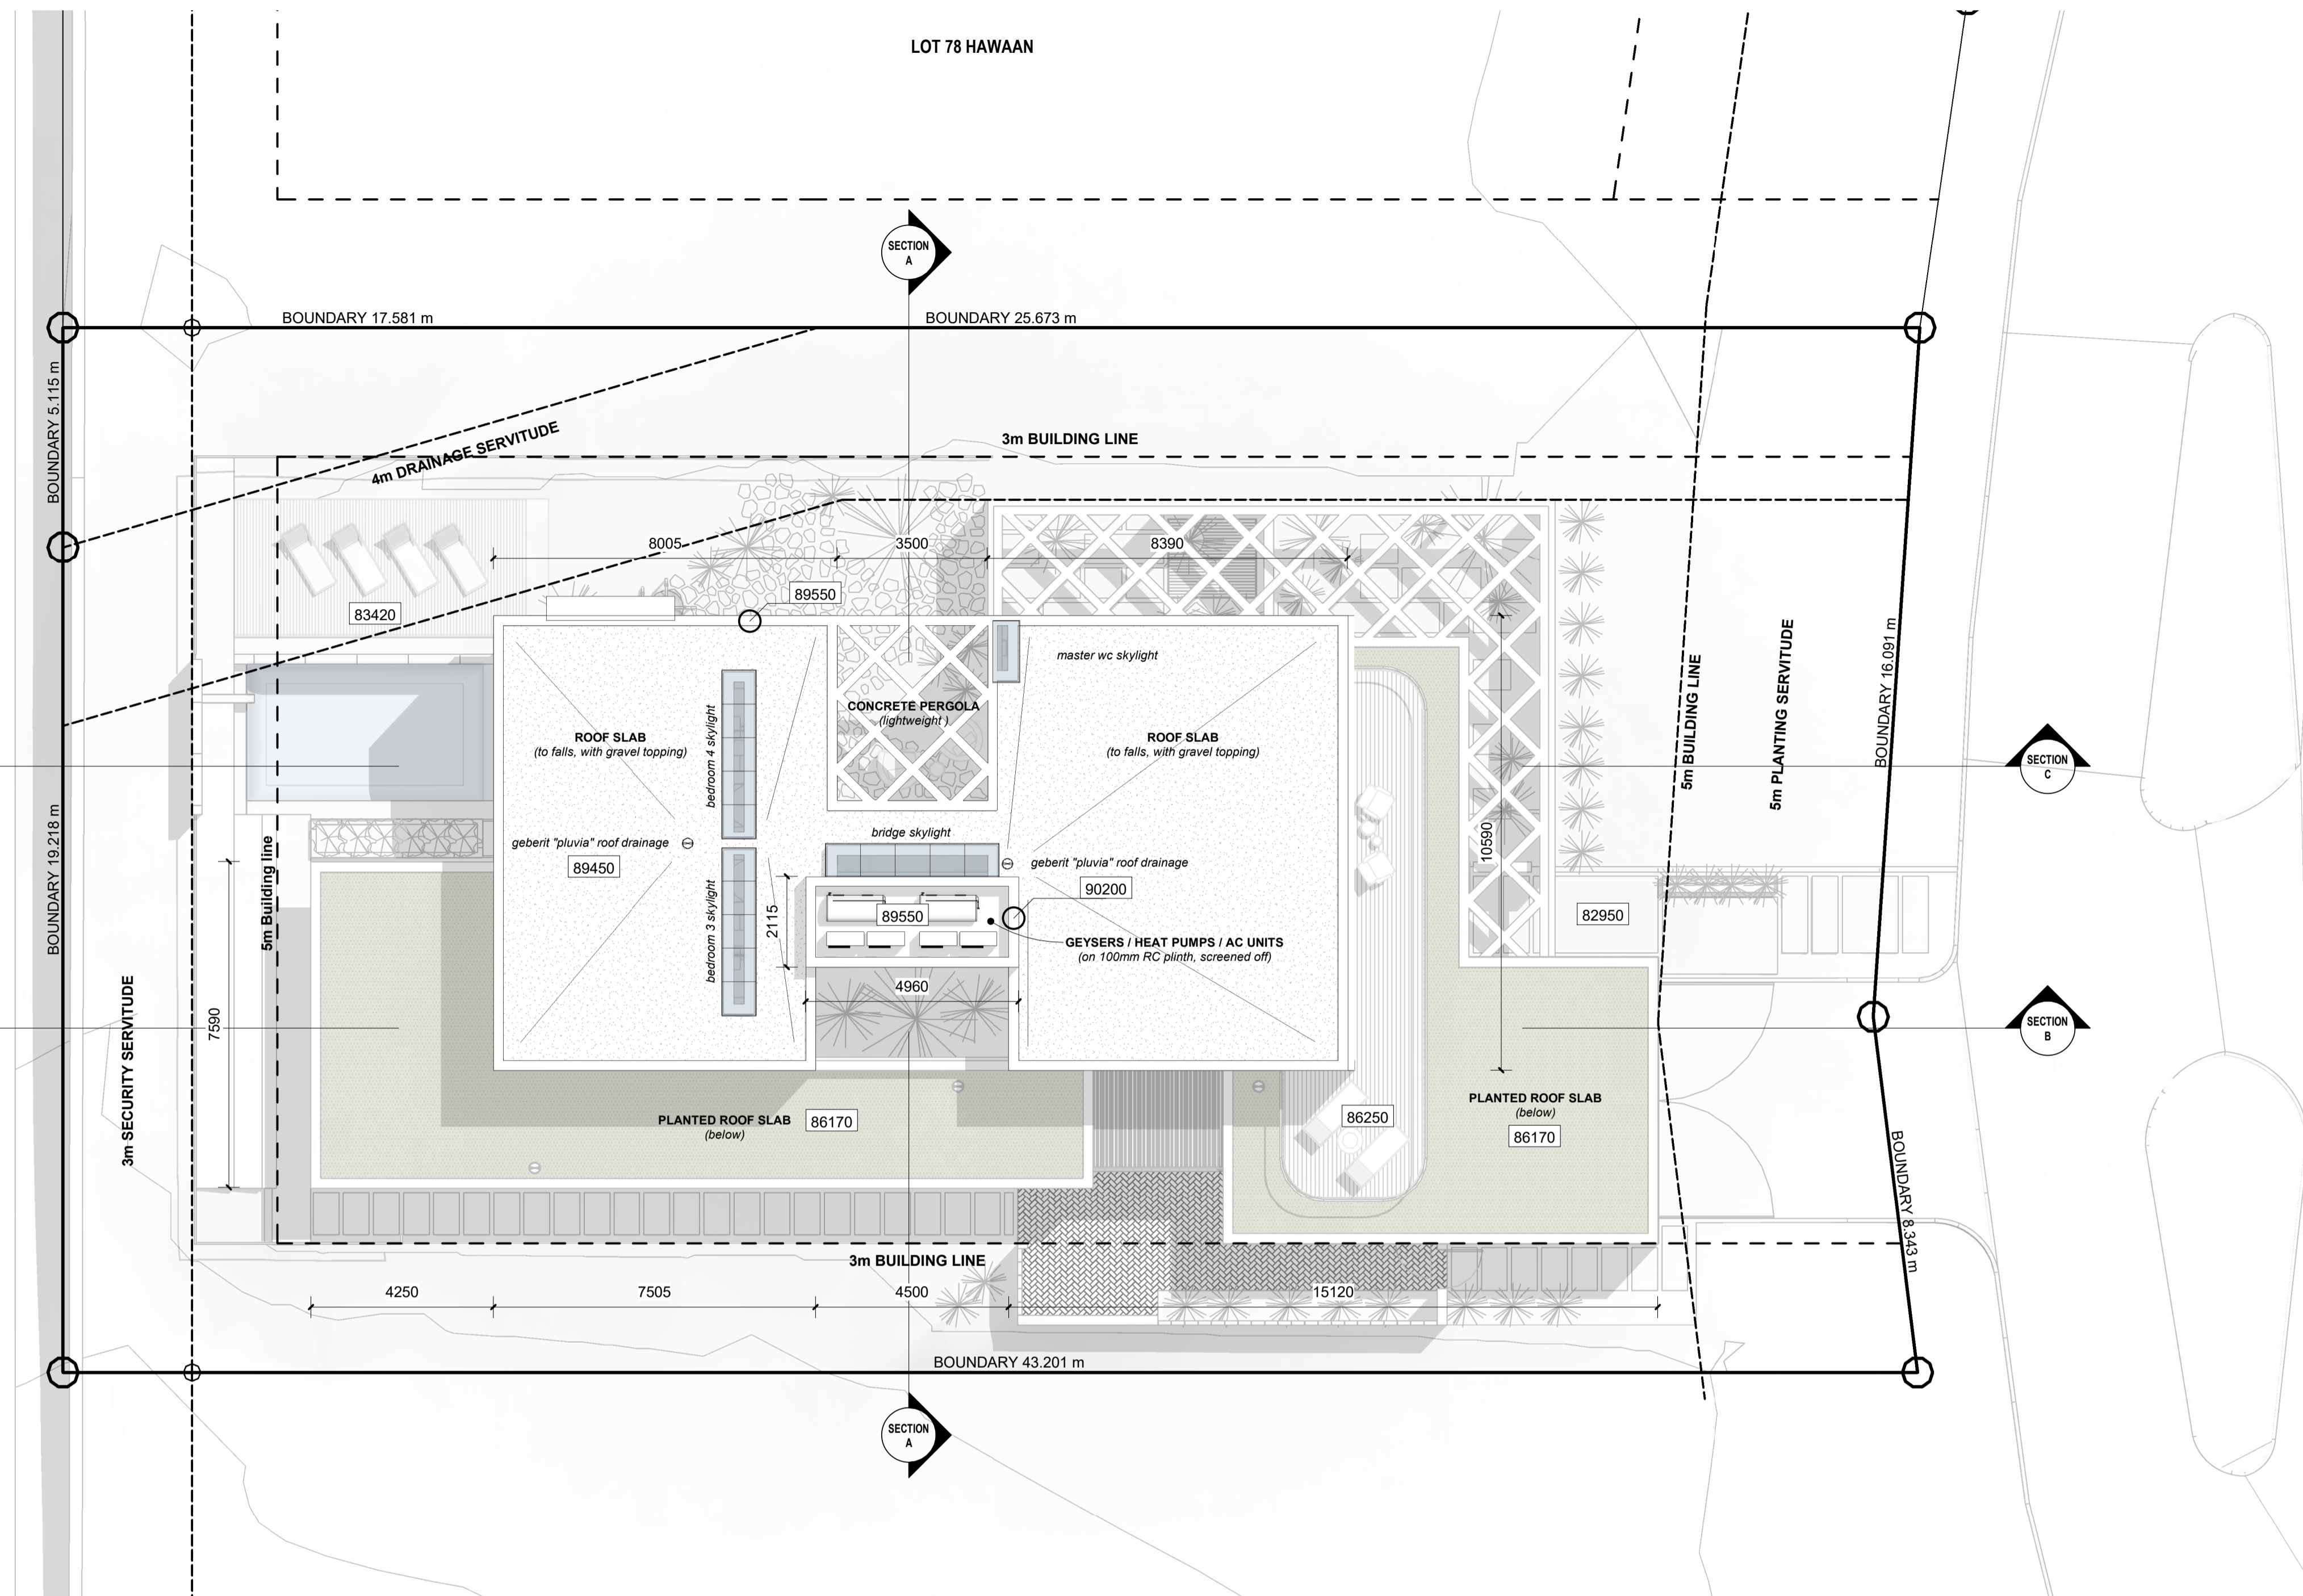 LOT 78 HAWAAN
SECTION
A
BOUNDARY 17.581 m
BOUNDARY 25.673 m
BOUNDARY 5.115 m
4m DRAINAGE SERVITUDE
3m BUILDING LINE
8005
3500
8390
89550
83420
master wc skylight
CONCRETE PERGOLA
(lightweight )
ROOF SLAB
(to falls, with gravel topping)
ROOF SLAB
(to falls, with gravel topping)
bedroom 4 skylight
5m BUILDING LINE
5m PLANTING SERVITUDE
BOUNDARY 16.091 m
SECTION
C
bridge skylight
geberit "pluvia" roof drainage
89450
geberit "pluvia" roof drainage
90200
10590
BOUNDARY 19.218 m
5m Building line
bedroom 3 skylight
2115
89550
82950
GEYSERS / HEAT PUMPS / AC UNITS
(on 100mm RC plinth, screened off)
4960
7590
3m SECURITY SERVITUDE
SECTION
B
PLANTED ROOF SLAB
(below)
86170
86250
PLANTED ROOF SLAB
(below)
86170
BOUNDARY 8.343 m
3m BUILDING LINE
4250
7505
4500
15120
BOUNDARY 43.201 m
SECTION
A